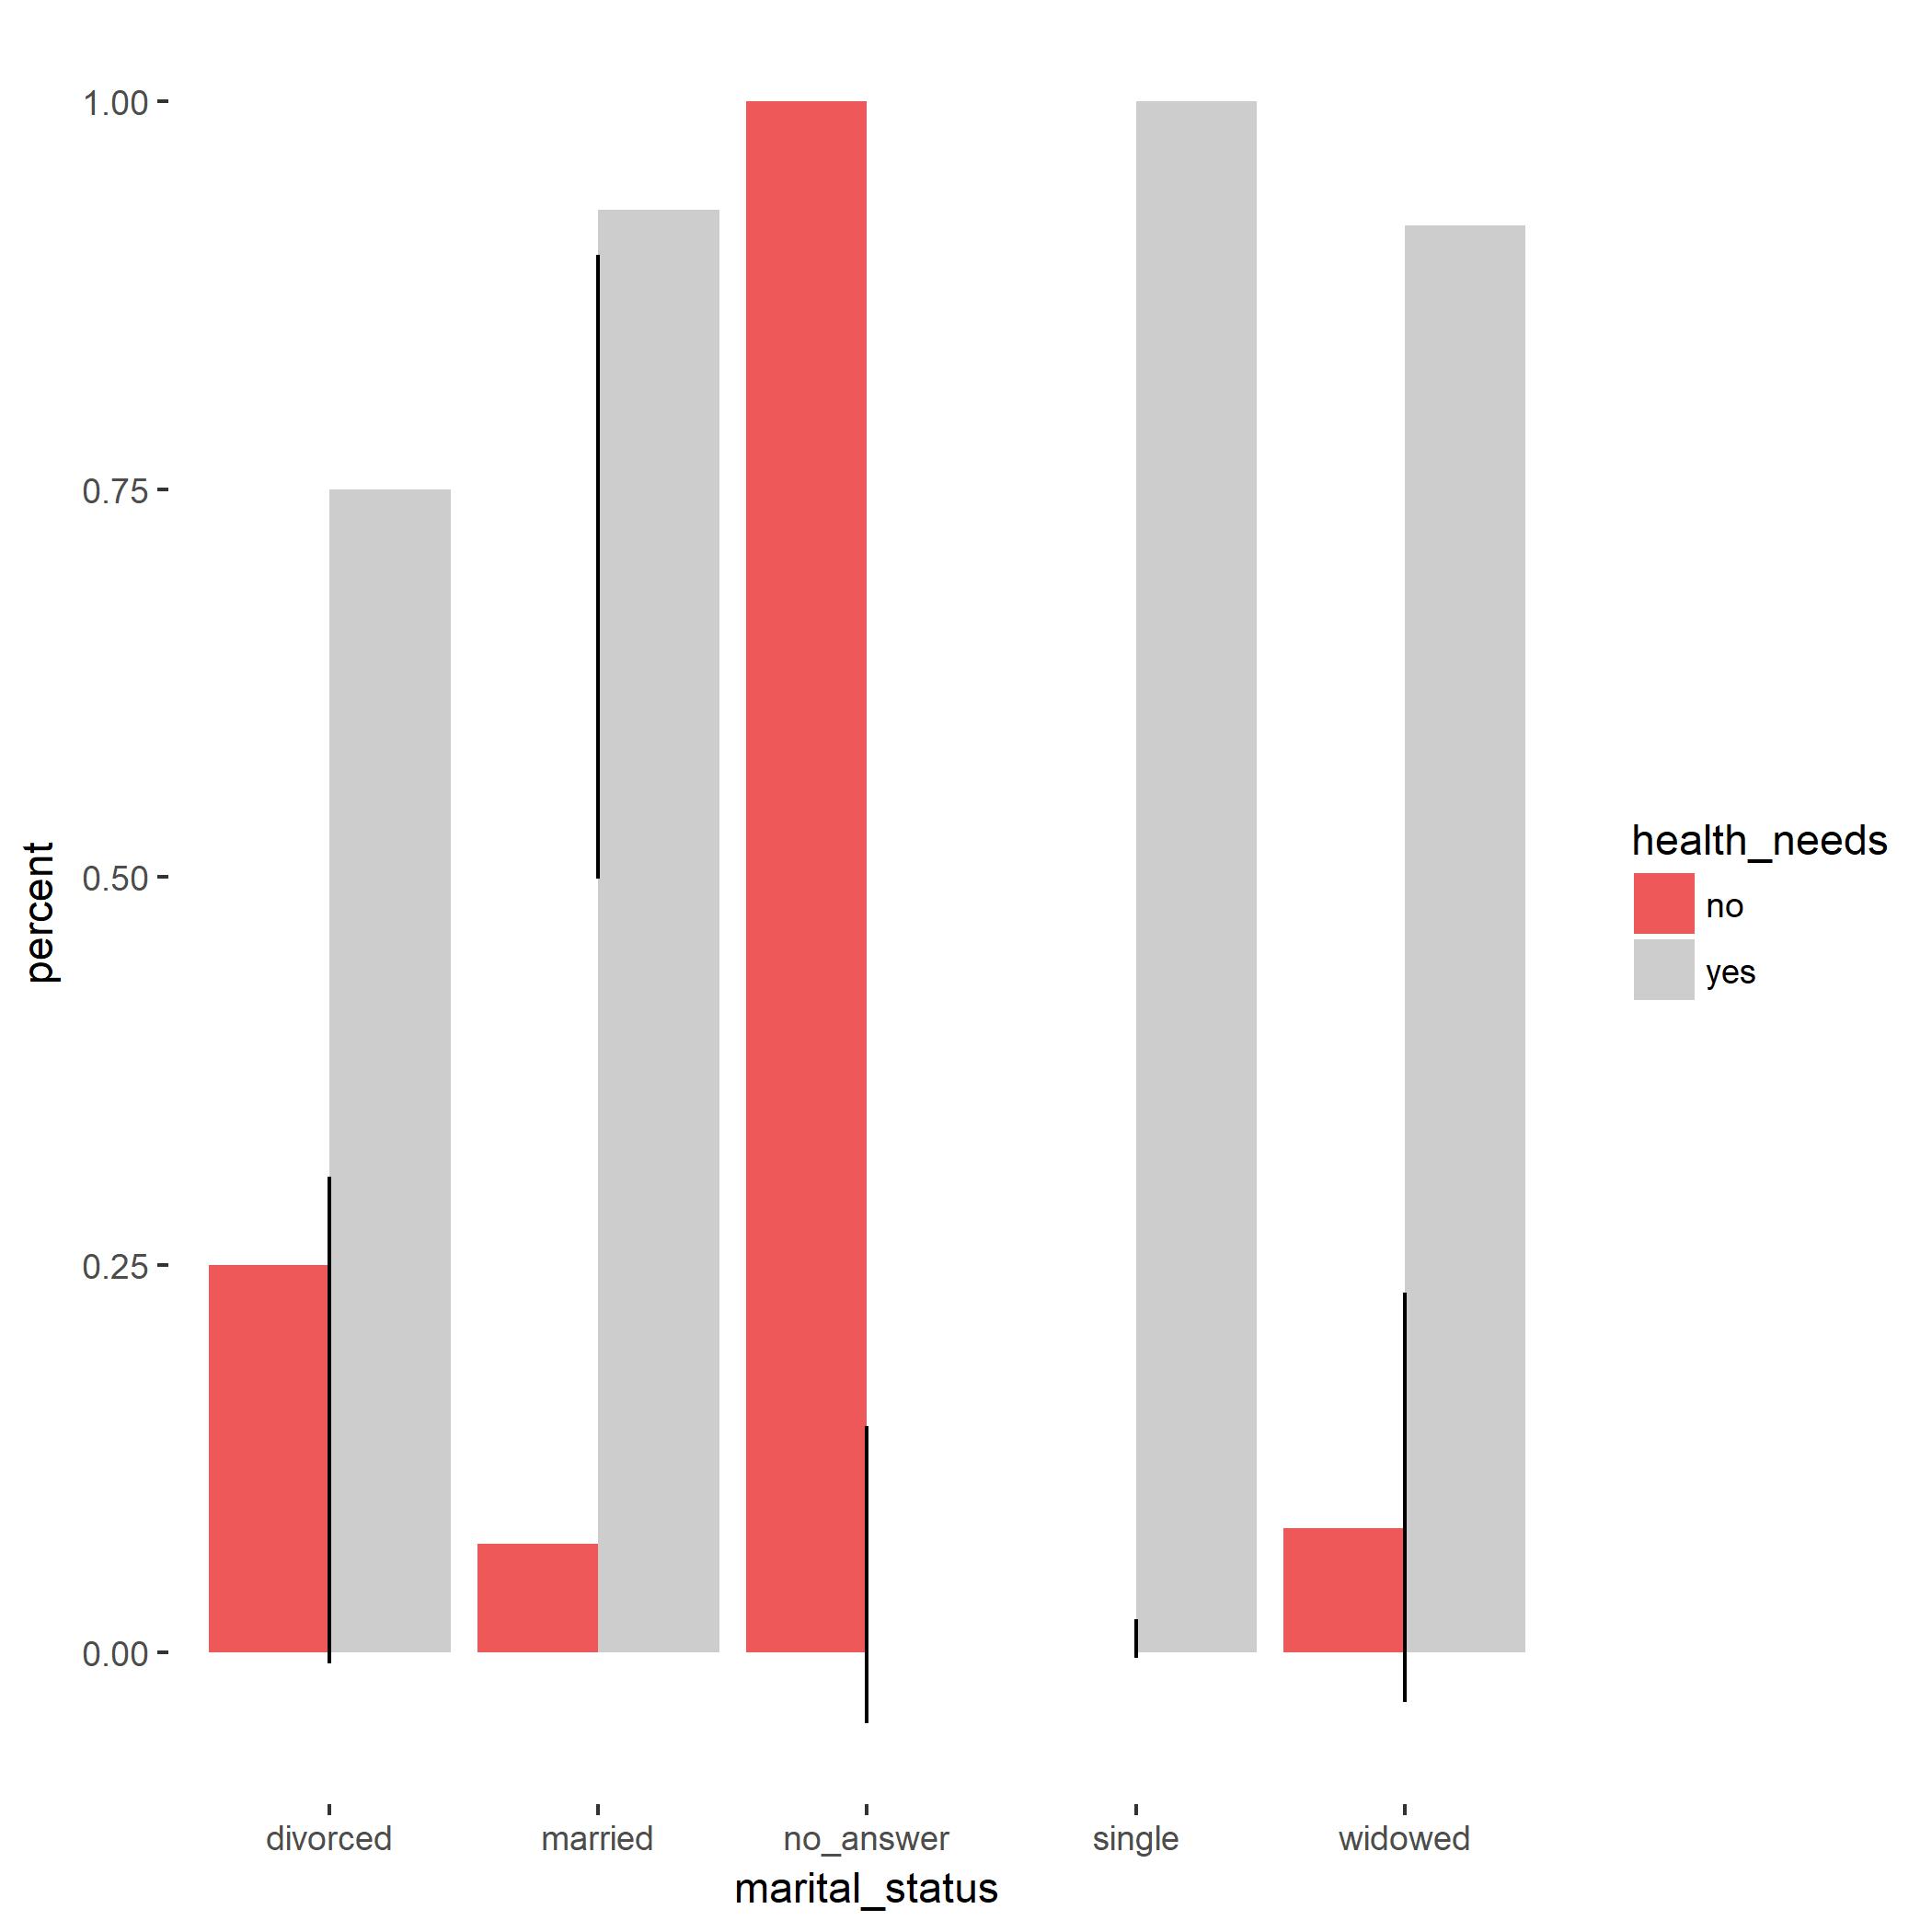 1.00
0.75
0.50
0.25
0.00
percent
divorced
married
no_answer
single
widowed
marital_status
health_needs
no
yes